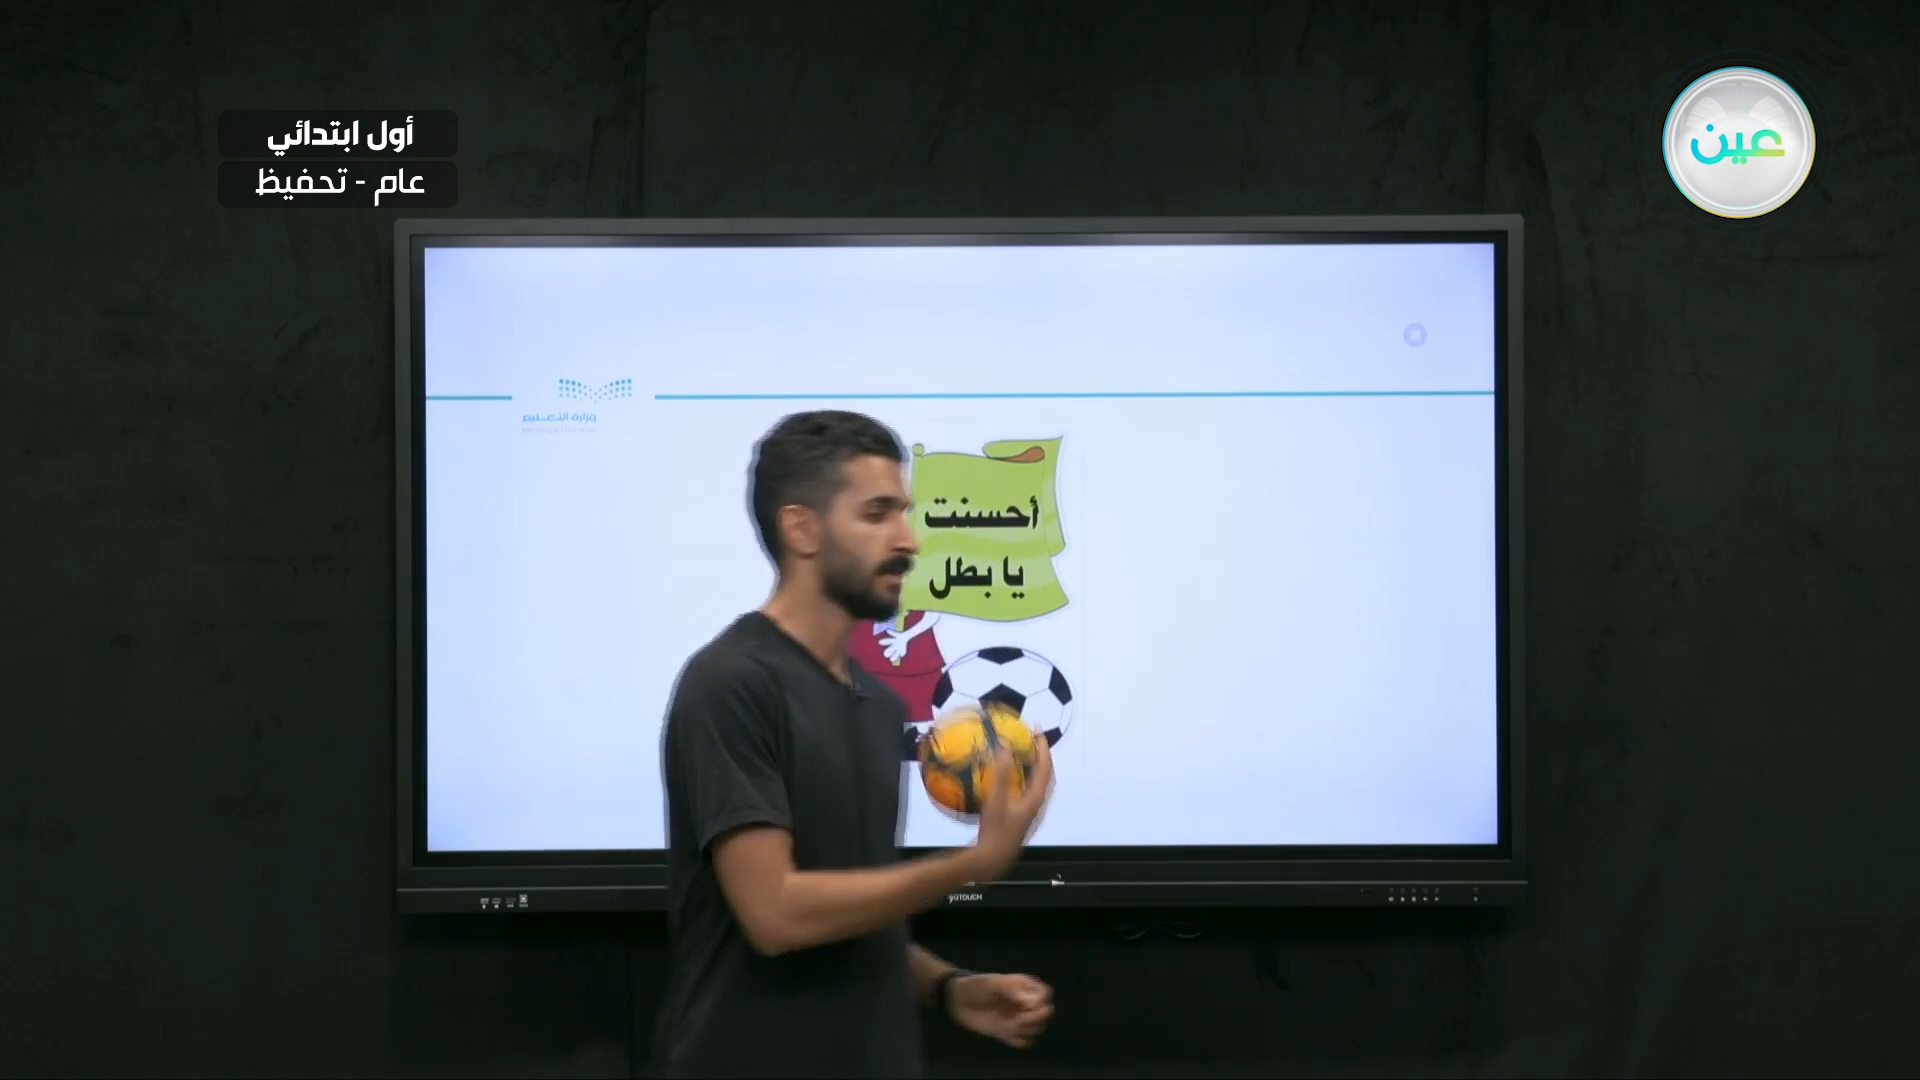 أول ابتدائي
عام - تحفيظ
عين
وزارة التعليم
أحسنت
يا بطل